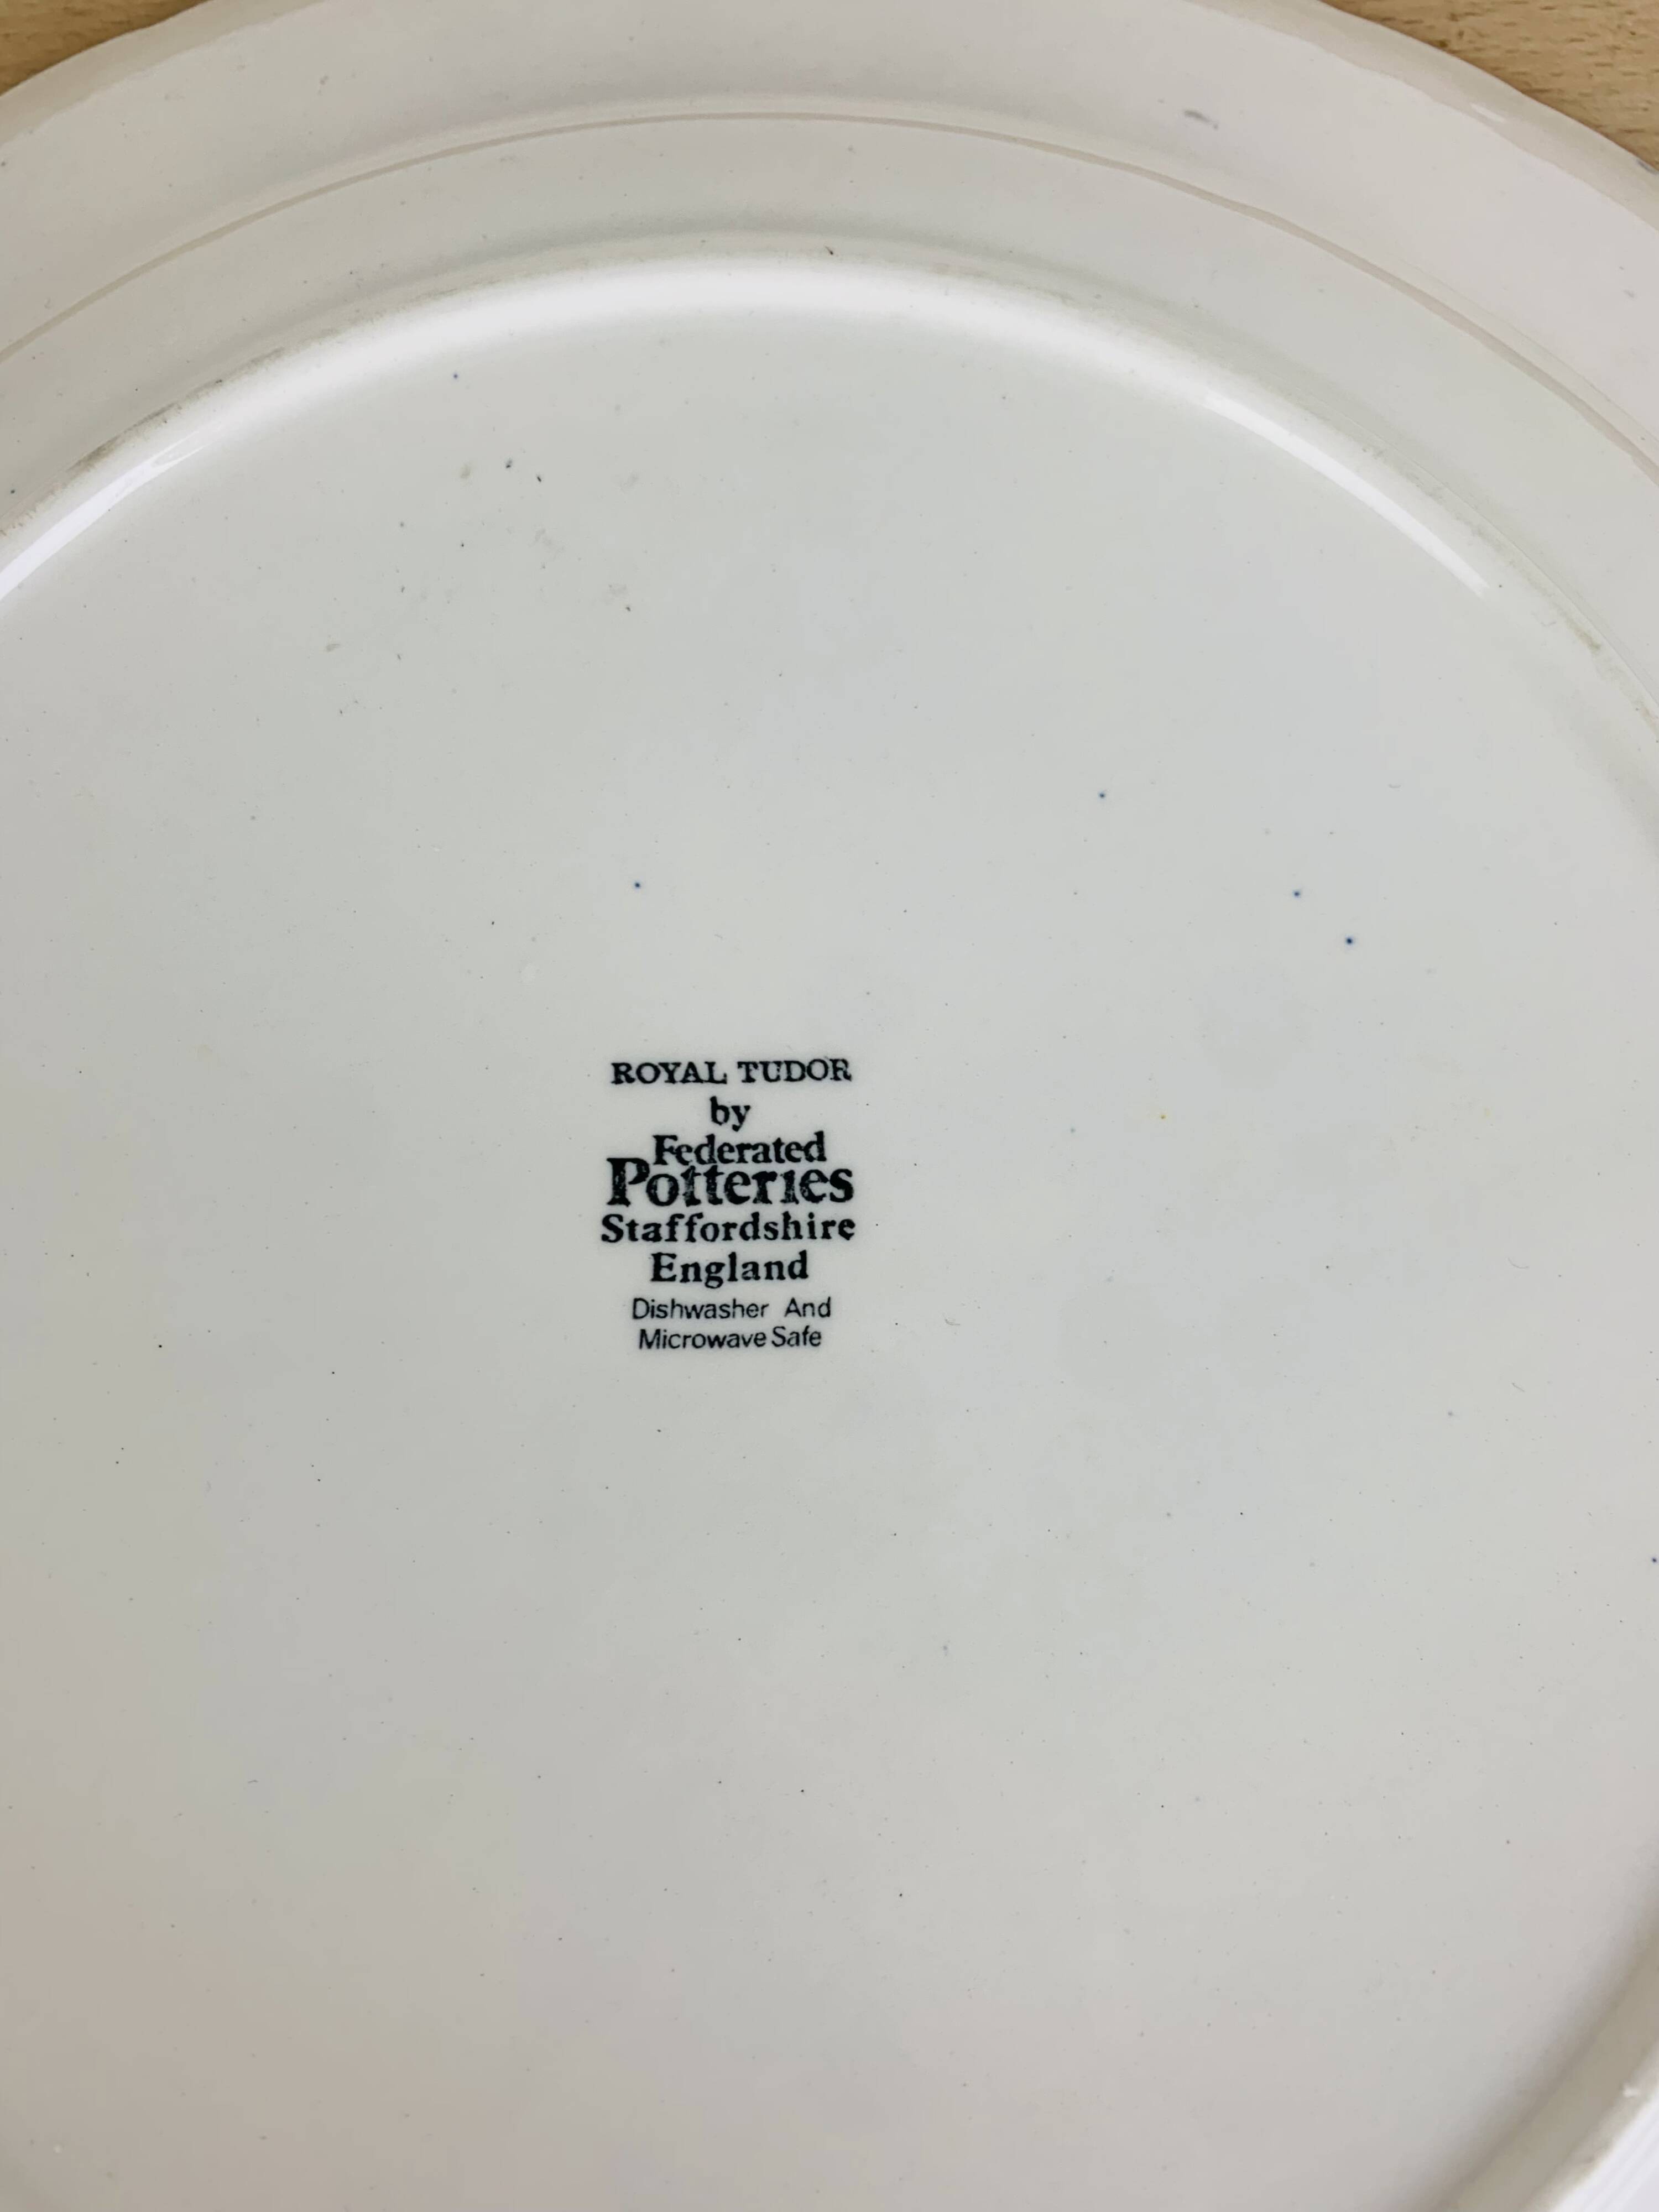 ROYAL TUDOR
by
Federated
Potteries
Staffordshire
England
Dishwasher And
Microwave Safe